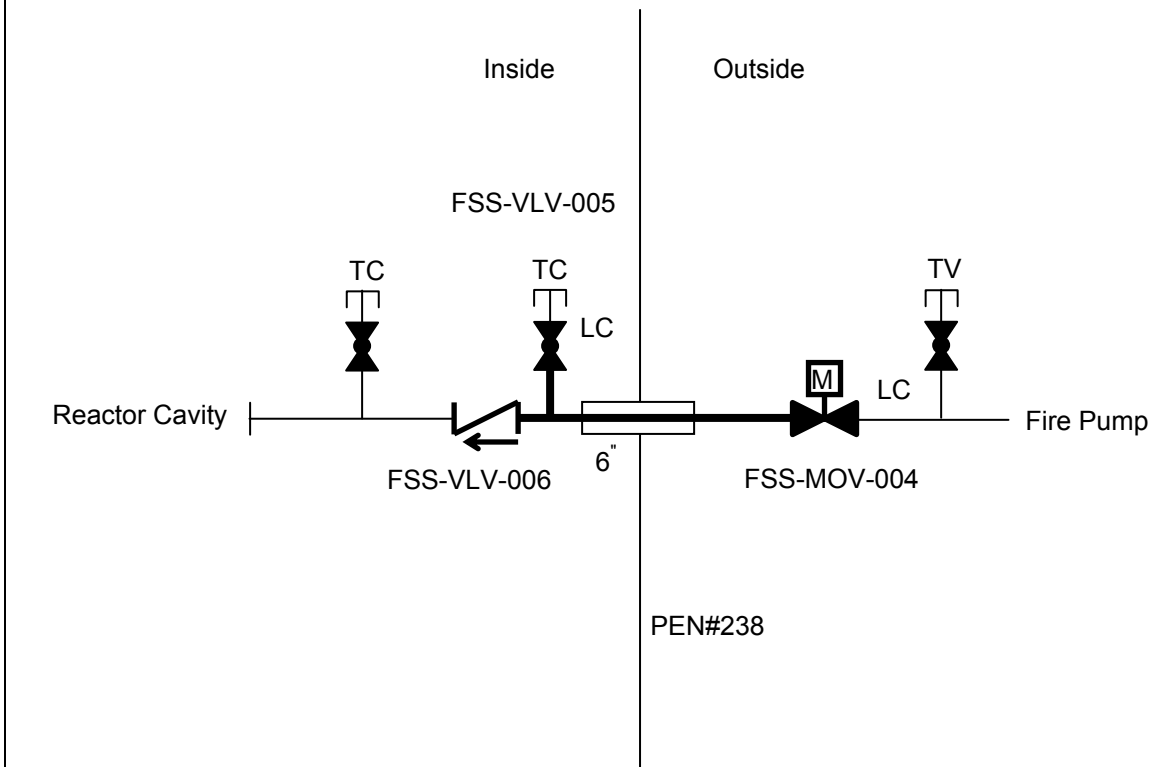 Inside
Outside
FSS-VLV-005
TC
TC
TV
LC
M
LC
Reactor Cavity
Fire Pump
6"
FSS-VLV-006
FSS-MOV-004
PEN#238